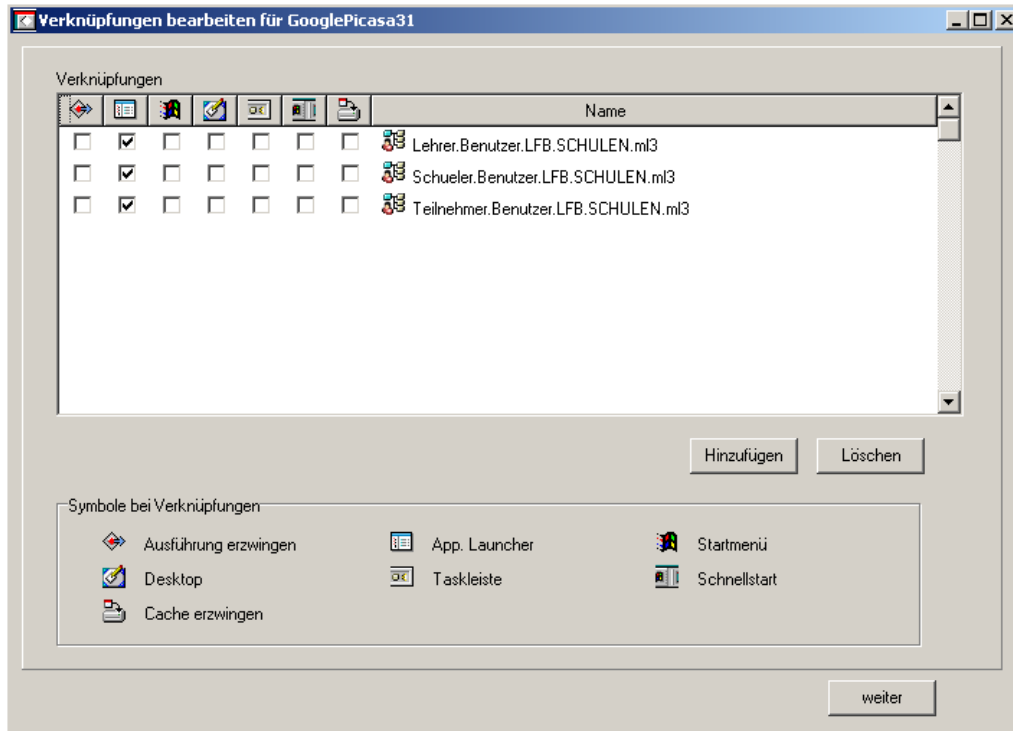 Verknüpfungen bearbeiten für GooglePicasa31
Verknüpfungen
Name
Lehrer.Benutzer.LFB.SCHULEN.ml3
Schueler.Benutzer.LFB.SCHULEN.ml3
Teilnehmer.Benutzer.LFB.SCHULEN.ml3
Hinzufügen Löschen
Symbole bei Verknüpfungen
Ausführung erzwingen App. Launcher Startmenü
Desktop Taskleiste Schnellstart
Cache erzwingen
weiter